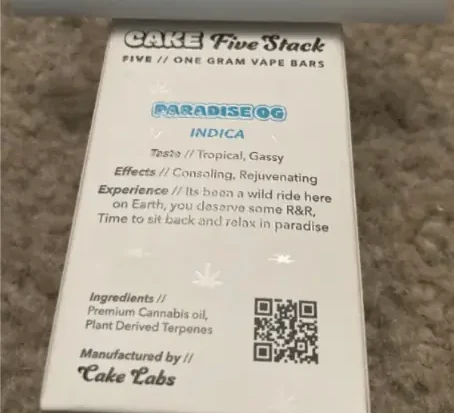 CAKE Five Stack
FIVE // ONE GRAM VAPE BARS
PARADISE OG
INDICA
Taste // Tropical, Gassy
Effects // Consoling, Rejuvenating
Experience // Its been a wild ride here
on Earth, you deserve some R&R,
Time to sit back and relax in paradise
Ingredients //
Premium Cannabis oil,
Plant Derived Terpenes
Manufactured by //
Cake Labs